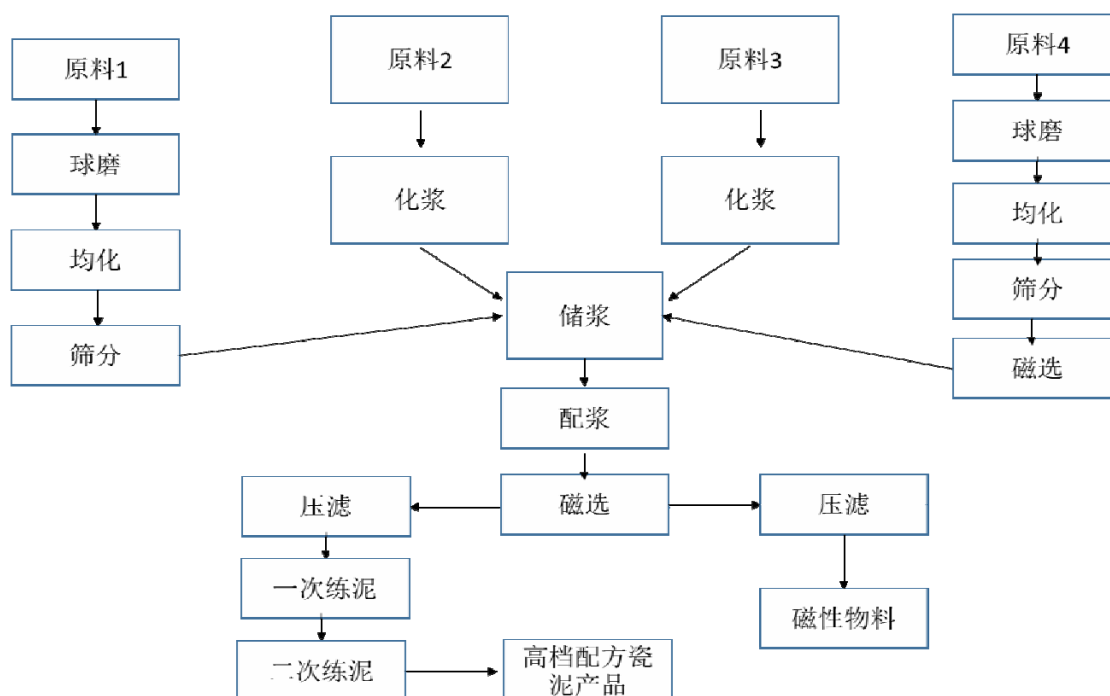 原料1
原料2
原料3
原料4
球磨
球磨
化浆
化浆
均化
均化
筛分
储浆
筛分
磁选
配浆
压滤
磁选
压滤
一次练泥
磁性物料
二次练泥
高档配方瓷
泥产品